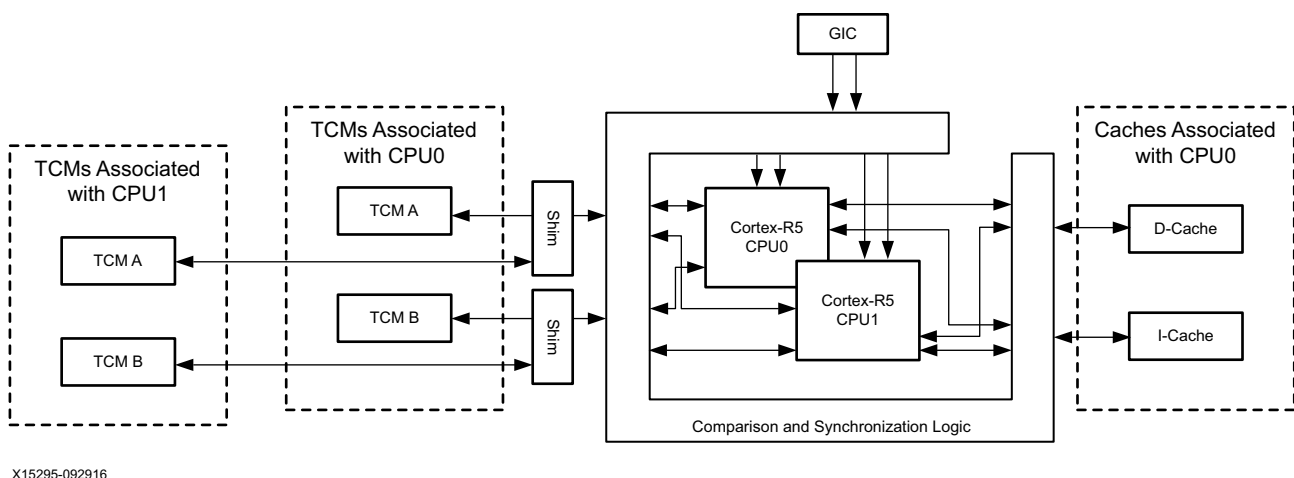 GIC
TCMs Associated
with CPU1
TCM A
TCM B
TCMs Associated
with CPU0
TCM A
TCM B
Shim
Shim
Cortex-R5
CPU0
Cortex-R5
CPU1
Comparison and Synchronization Logic
Caches Associated
with CPU0
D-Cache
I-Cache
X15295-092916